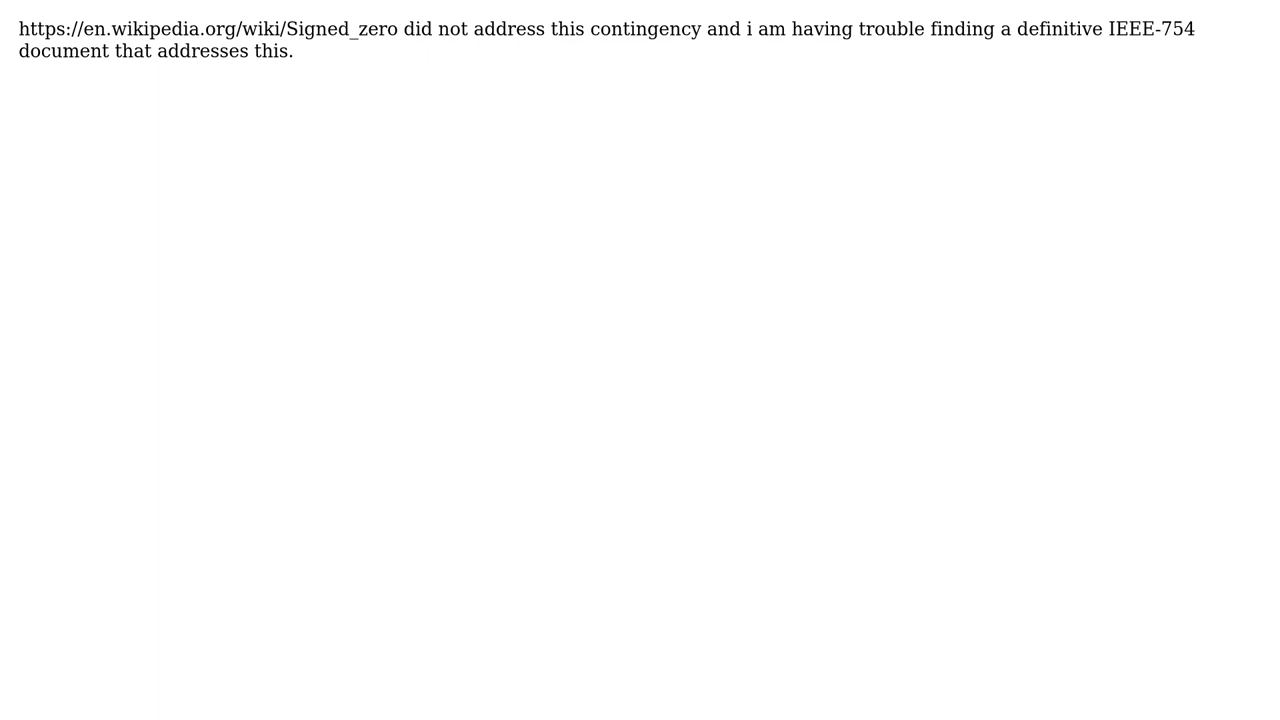 https://en.wikipedia.org/wiki/Signed_zero did not address this contingency and i am having trouble finding a definitive IEEE-754
document that addresses this.